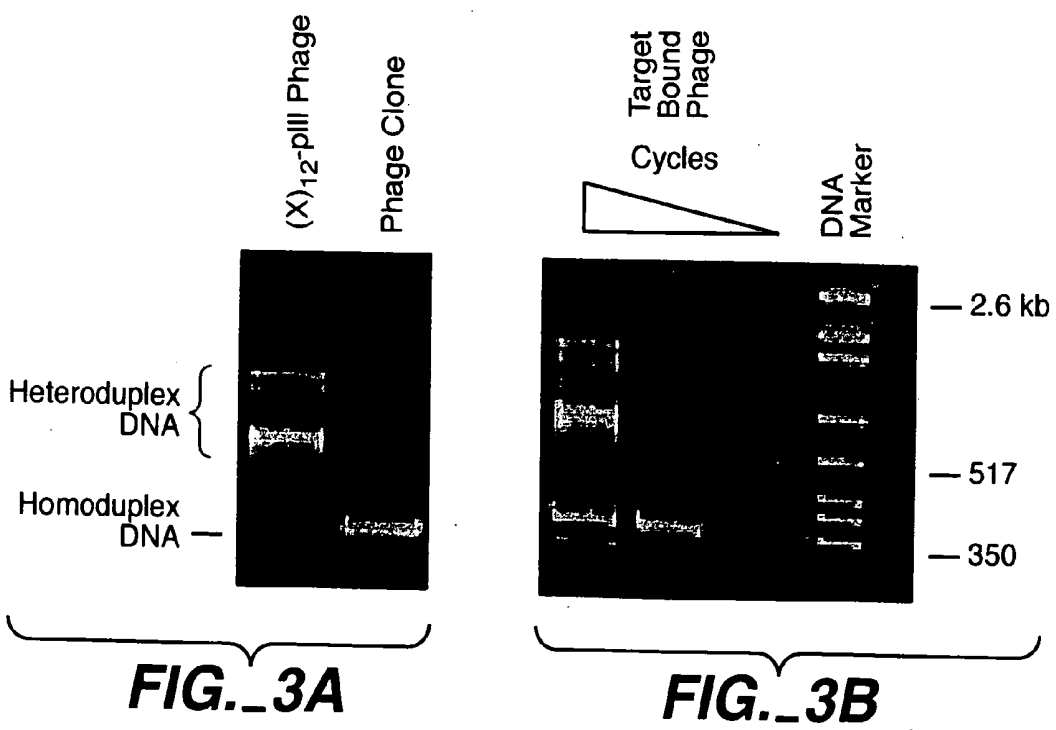 (X)12-pIII Phage
Phage Clone
Heteroduplex
DNA
Homoduplex
DNA
FIG._3A
Target
Bound
Phage
Cycles
DNA
Marker
2.6 kb
517
350
FIG._3B